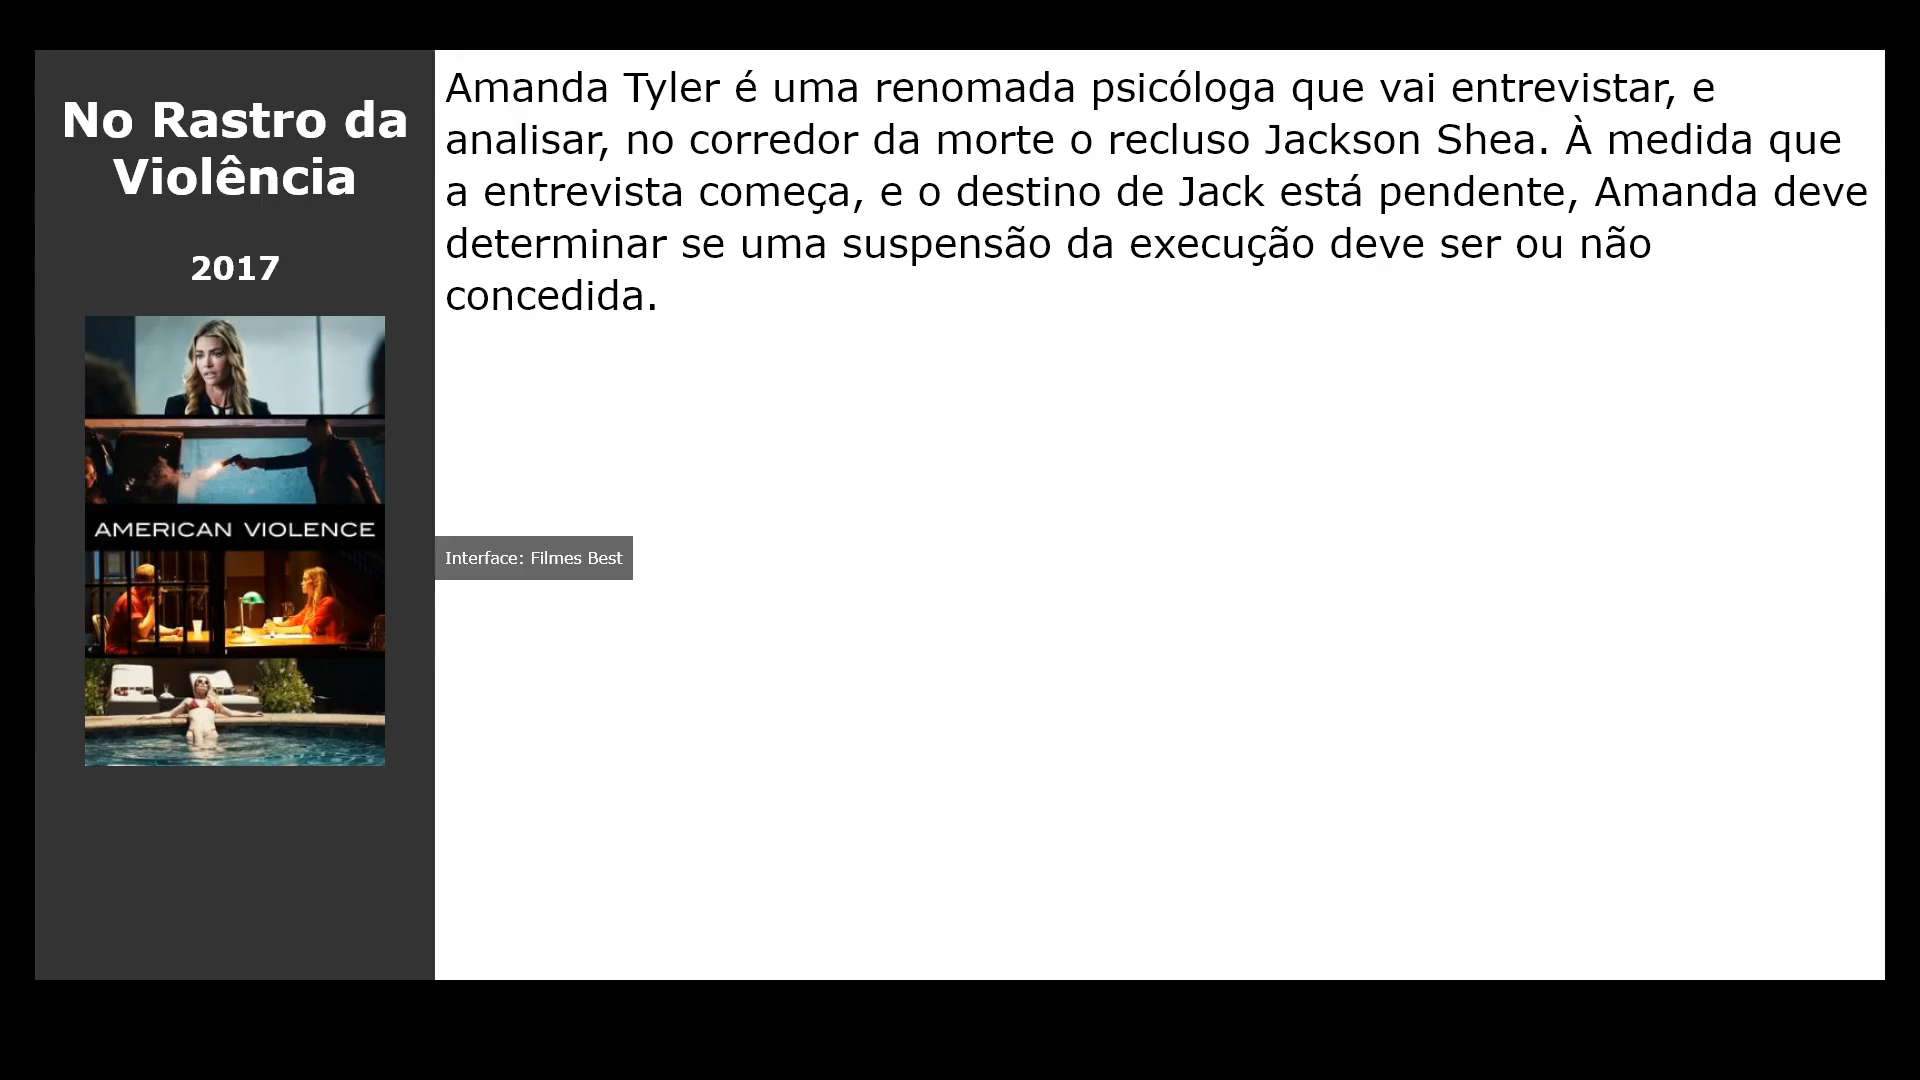 No Rastro da
Violência
2017
AMERICAN VIOLENCE
Amanda Tyler é uma renomada psicóloga que vai entrevistar, e
analisar, no corredor da morte o recluso Jackson Shea. À medida que
a entrevista começa, e o destino de Jack está pendente, Amanda deve
determinar se uma suspensão da execução deve ser ou não
concedida.
Interface: Filmes Best